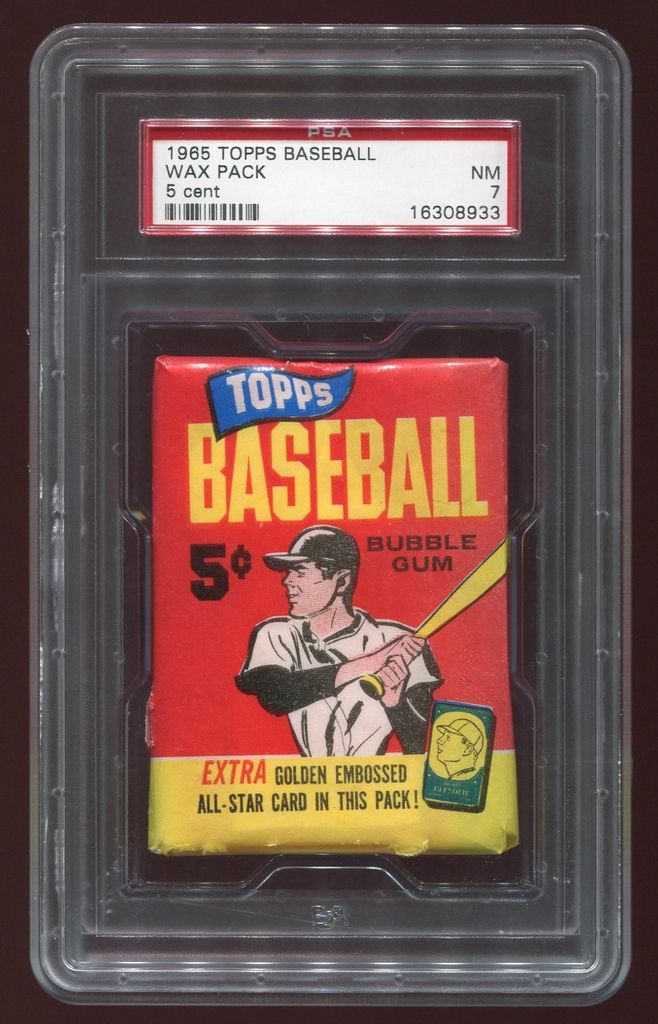 PSA
1965 TOPPS BASEBALL
WAX PACK NM
5 cent 7
16308933
TOPPS
BASEBALL
5¢
BUBBLE
GUM
EXTRA GOLDEN EMBOSSED
ALL-STAR CARD IN THIS PACK!